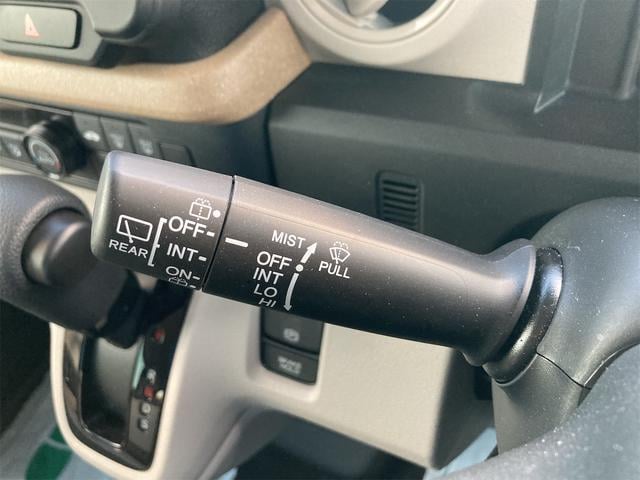 OFF
INT
ON
REAR
MIST
OFF
INT
LO
HI
PULL